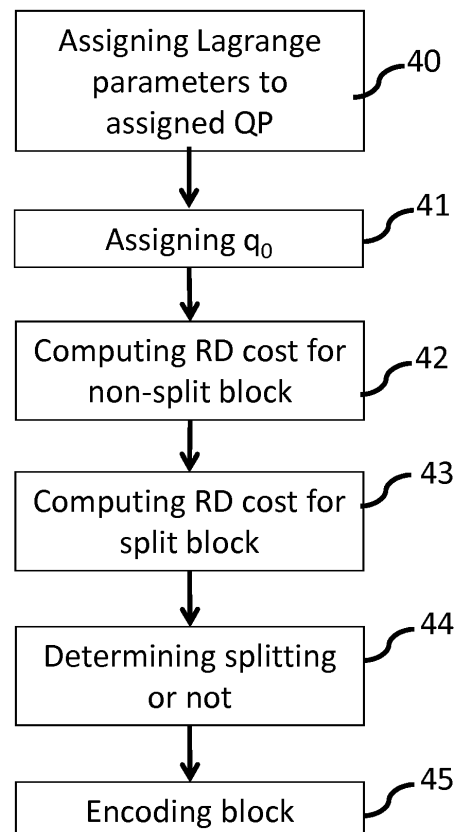 Assigning Lagrange
parameters to
assigned QP
40
Assigning q₀
41
Computing RD cost for
non-split block
42
Computing RD cost for
split block
43
Determining splitting
or not
44
Encoding block
45